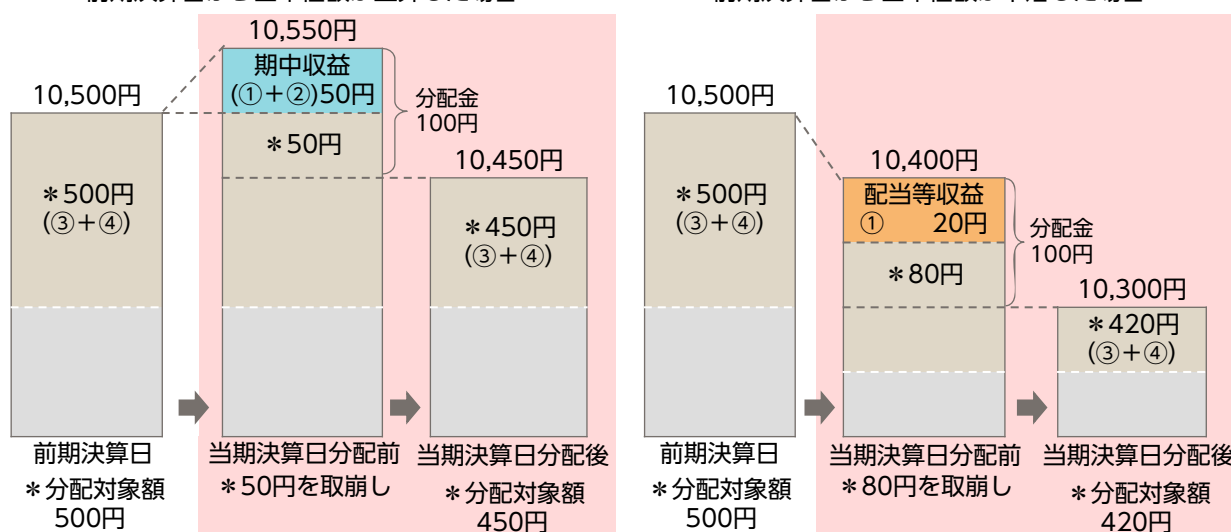 10,550円
期中収益
(①+②)50円
10,500円
分配金
100円
*50円
10,450円
*500円
(③+④)
*450円
(③+④)
前期決算日
当期決算日分配前
当期決算日分配後
*分配対象額
500円
*50円を取崩し
*分配対象額
450円
10,500円
10,400円
*500円
(③+④)
配当等収益
① 20円
分配金
100円
*80円
10,300円
*420円
(③+④)
前期決算日
当期決算日分配前
当期決算日分配後
*分配対象額
500円
*80円を取崩し
*分配対象額
420円